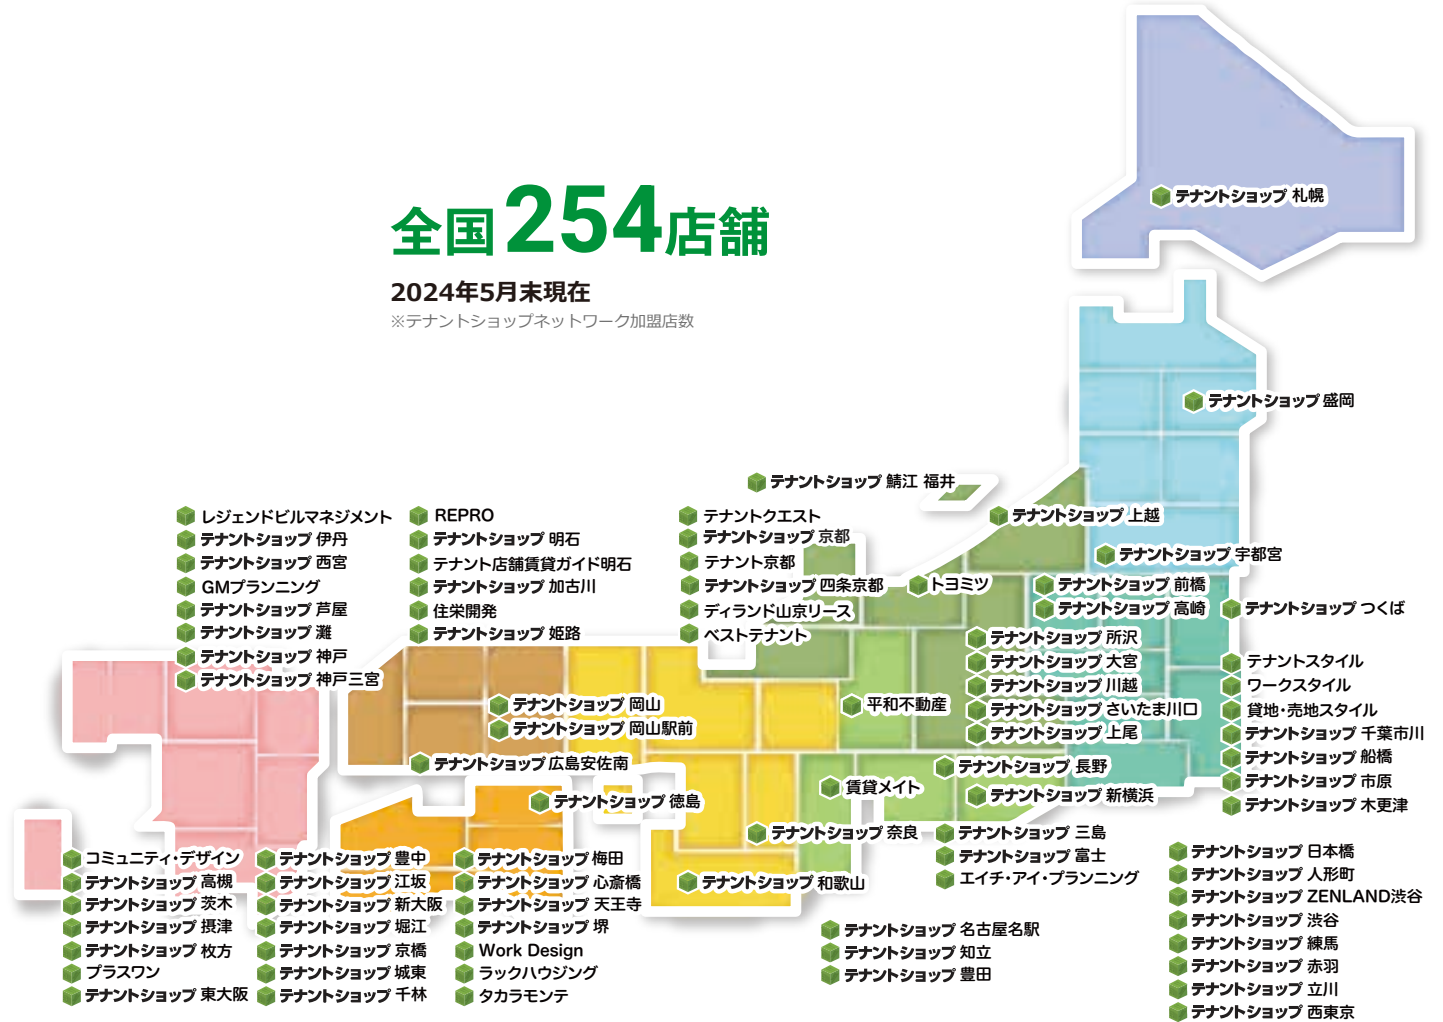 全国254店舗
2024年5月末現在
※テナントショップネットワーク加盟店数
テナントショップ 札幌
テナントショップ 盛岡
テナントショップ 鯖江 福井
テナントショップ 上越
テナントショップ 宇都宮
レジェンドビルマネジメント
テナントショップ 伊丹
テナントショップ 西宮
GMプランニング
テナントショップ 芦屋
テナントショップ 灘
テナントショップ 神戸
テナントショップ 神戸三宮
REPRO
テナントショップ 明石
テナント店舗賃貸ガイド明石
テナントショップ 加古川
住栄開発
テナントショップ 姫路
テナントクエスト
テナントショップ 京都
テナント京都
テナントショップ 四条京都
ディランド山京リース
ベストテナント
トヨミツ
テナントショップ 前橋
テナントショップ 高崎
テナントショップ つくば
テナントショップ 所沢
テナントショップ 大宮
テナントショップ 川越
テナントショップ さいたま川口
テナントショップ 上尾
テナントスタイル
ワークスタイル
貸地・売地スタイル
テナントショップ 千葉市川
テナントショップ 船橋
テナントショップ 市原
テナントショップ 木更津
テナントショップ 岡山
テナントショップ 岡山駅前
テナントショップ 広島安佐南
テナントショップ 徳島
平和不動産
賃貸メイト
テナントショップ 長野
テナントショップ 新横浜
テナントショップ 奈良
テナントショップ 和歌山
テナントショップ 三島
テナントショップ 富士
エイチ・アイ・プランニング
コミュニティ・デザイン
テナントショップ 高槻
テナントショップ 茨木
テナントショップ 摂津
テナントショップ 枚方
プラスワン
テナントショップ 東大阪
テナントショップ 豊中
テナントショップ 江坂
テナントショップ 新大阪
テナントショップ 堀江
テナントショップ 京橋
テナントショップ 城東
テナントショップ 千林
テナントショップ 梅田
テナントショップ 心斎橋
テナントショップ 天王寺
テナントショップ 堺
Work Design
ラックハウジング
タカラモンテ
テナントショップ 名古屋名駅
テナントショップ 知立
テナントショップ 豊田
テナントショップ 日本橋
テナントショップ 人形町
テナントショップ ZENLAND渋谷
テナントショップ 渋谷
テナントショップ 練馬
テナントショップ 赤羽
テナントショップ 立川
テナントショップ 西東京